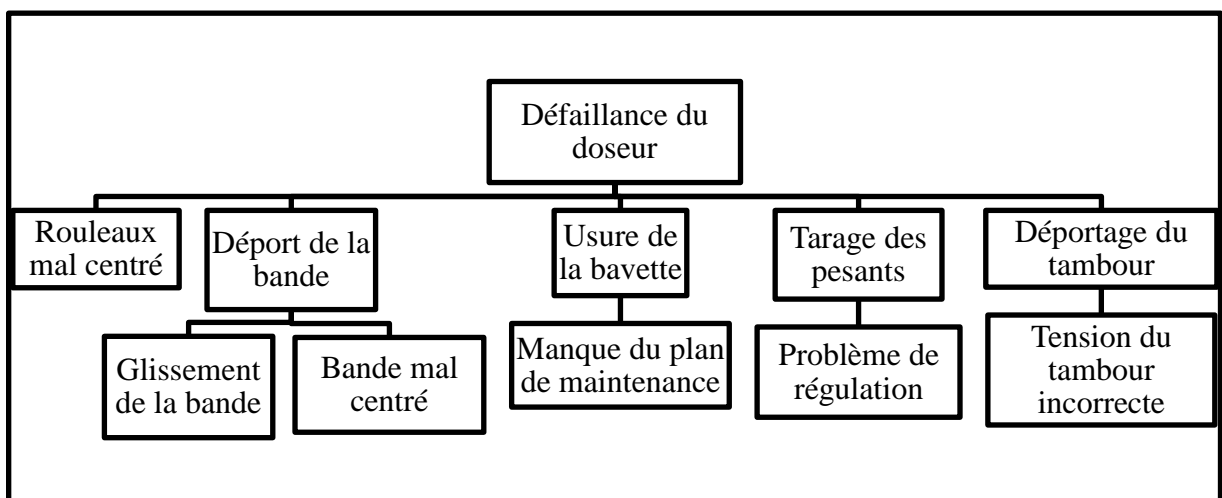 Défaillance du
doseur
Rouleaux
mal centré
Déport de la
bande
Usure de
la bavette
Tarage des
pesants
Déportage du
tambour
Glissement
de la bande
Bande mal
centré
Manque du plan
de maintenance
Problème de
régulation
Tension du
tambour
incorrecte